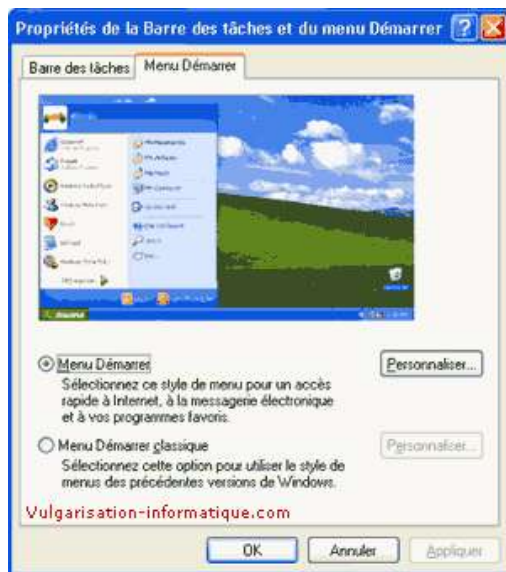 Propriétés de la Barre des tâches et du menu Démarrer
Barre des tâches
Menu Démarrer
Menu Démarrer
Personnaliser...
Sélectionnez ce style de menu pour un accès
rapide à Internet, à la messagerie électronique
et à vos programmes favoris.
Menu Démarrer classique
Personnaliser...
Sélectionnez cette option pour utiliser le style de
menus des précédentes versions de Windows.
Vulgarisation-informatique.com
OK
Annuler
Appliquer